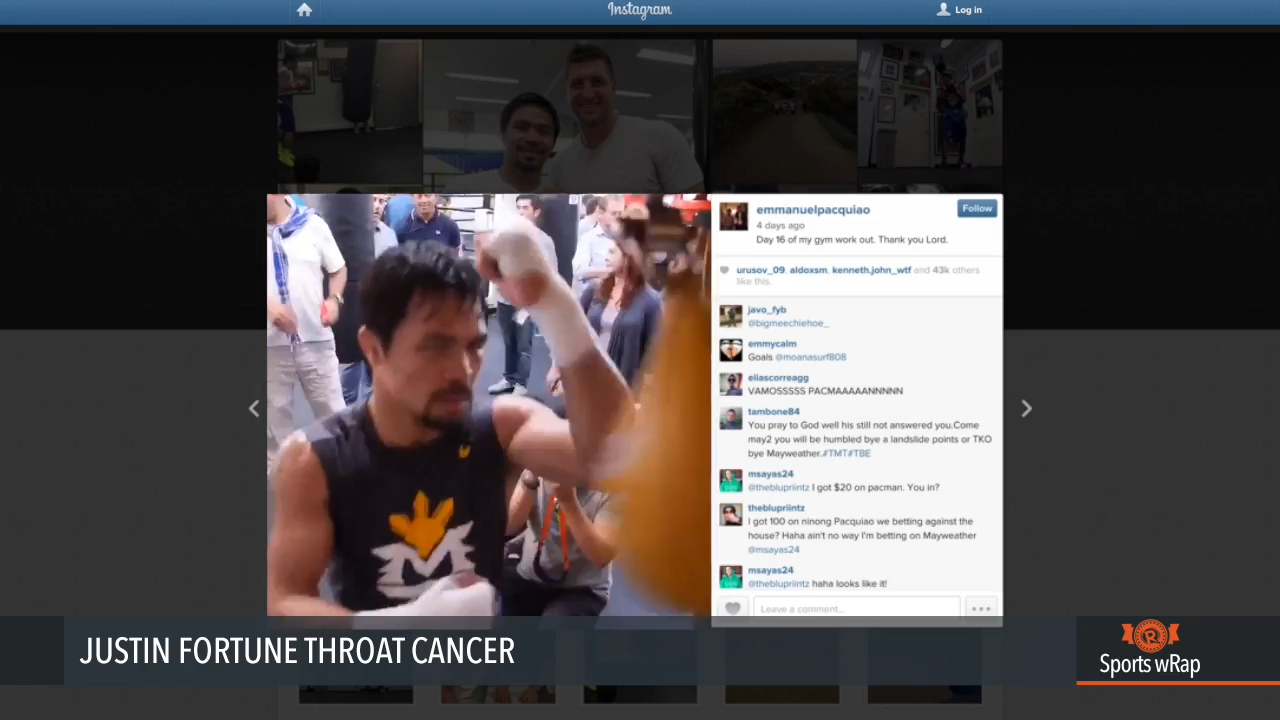 Instagram
Log in
emmanuelpacquiao
Follow
4 days ago
Day 16 of my gym work out. Thank you Lord.
urusov_09, aldoxsm, kenneth.john_wtf and 43k others
like this.
javo_fyb
@bigmeechiehoe_
emmycalm
Goals @moanasurf808
eliascorreagg
VAMOSSSSS PACMAAAAANNNNN
tambone84
You pray to God well his still not answered you.Come
may2 you will be humbled bye a landslide points or TKO
bye Mayweather.#TMT#TBE
msayas24
@theblupriintz I got $20 on pacman. You in?
theblupriintz
I got 100 on ninong Pacquiao we betting against the
house? Haha ain't no way I'm betting on Mayweather
@msayas24
msayas24
@theblupriintz haha looks like it!
Leave a comment...
M
JUSTIN FORTUNE THROAT CANCER
R
Sports wRap